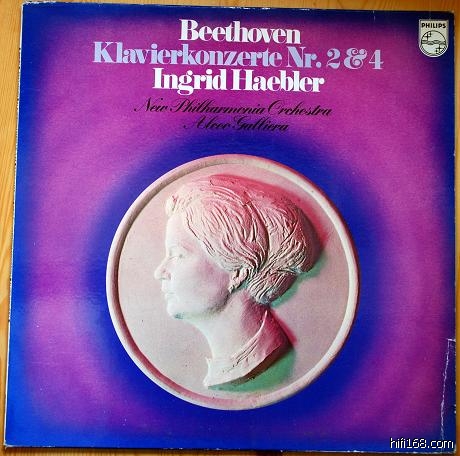 Beethoven
PHILIPS
Klavierkonzerte Nr. 2&4
Ingrid Haebler
New Philharmonia Orchestra
Alceo Galliera
hifi168.com